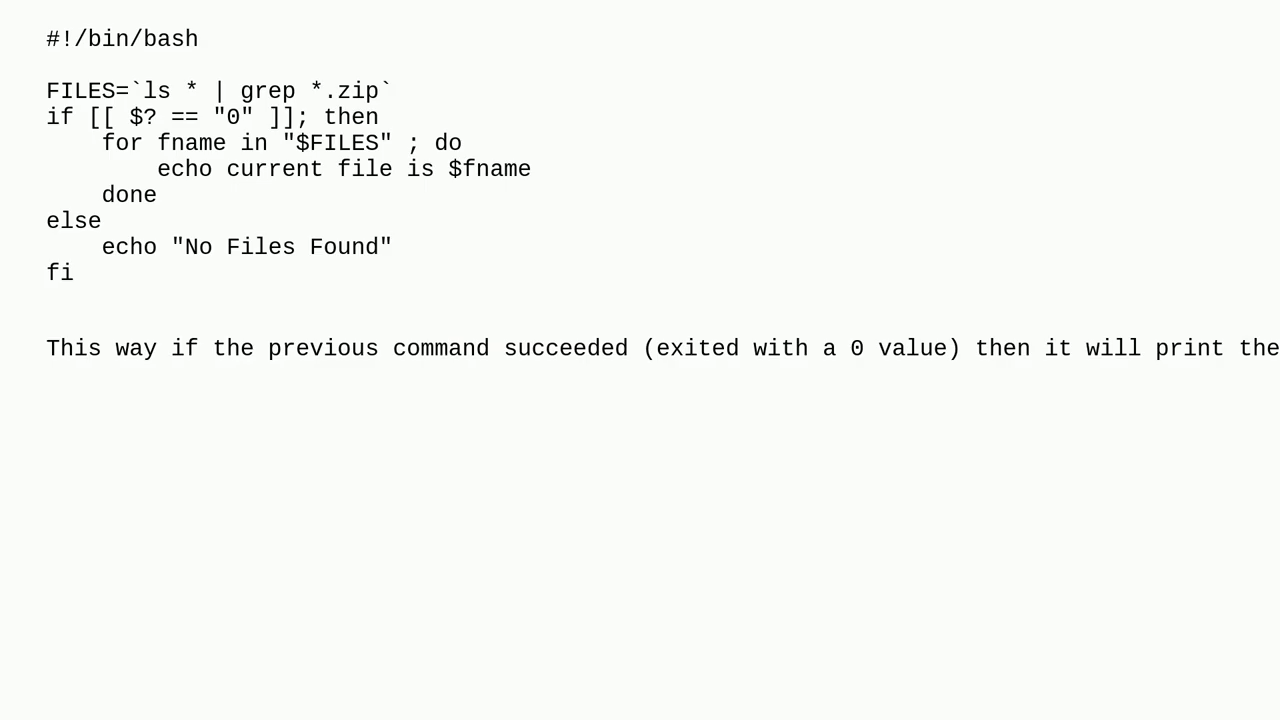 #!/bin/bash
FILES=`ls * | grep *.zip`
if [[ $? == "0" ]]; then
    for fname in "$FILES" ; do
        echo current file is $fname
    done
else
    echo "No Files Found"
fi
This way if the previous command succeeded (exited with a 0 value) then it will print the